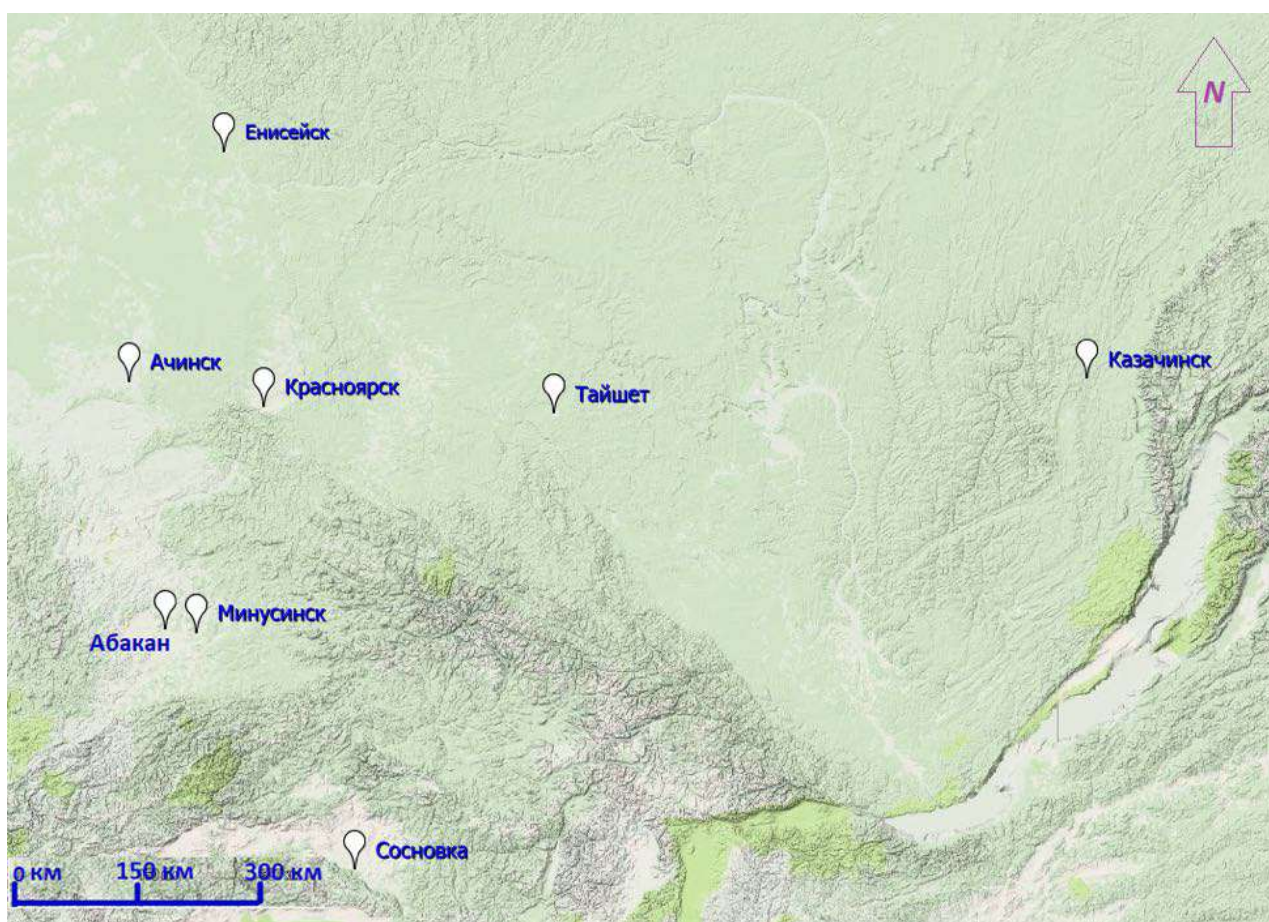 N
Енисейск
Ачинск
Красноярск
Тайшет
Казачинск
Минусинск
Абакан
Сосновка
0 км 150 км 300 км